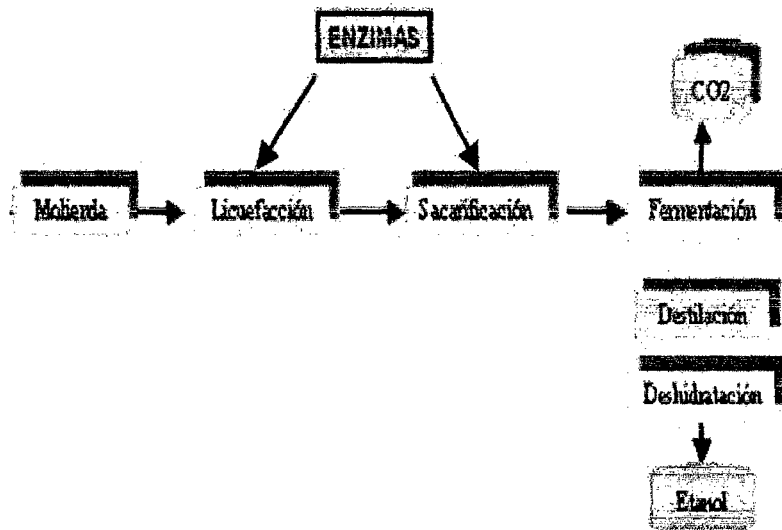 ENZIMAS
CO2
Molienda
Licuefacción
Sacarificación
Fermentación
Destilación
Deshidratación
Etanol